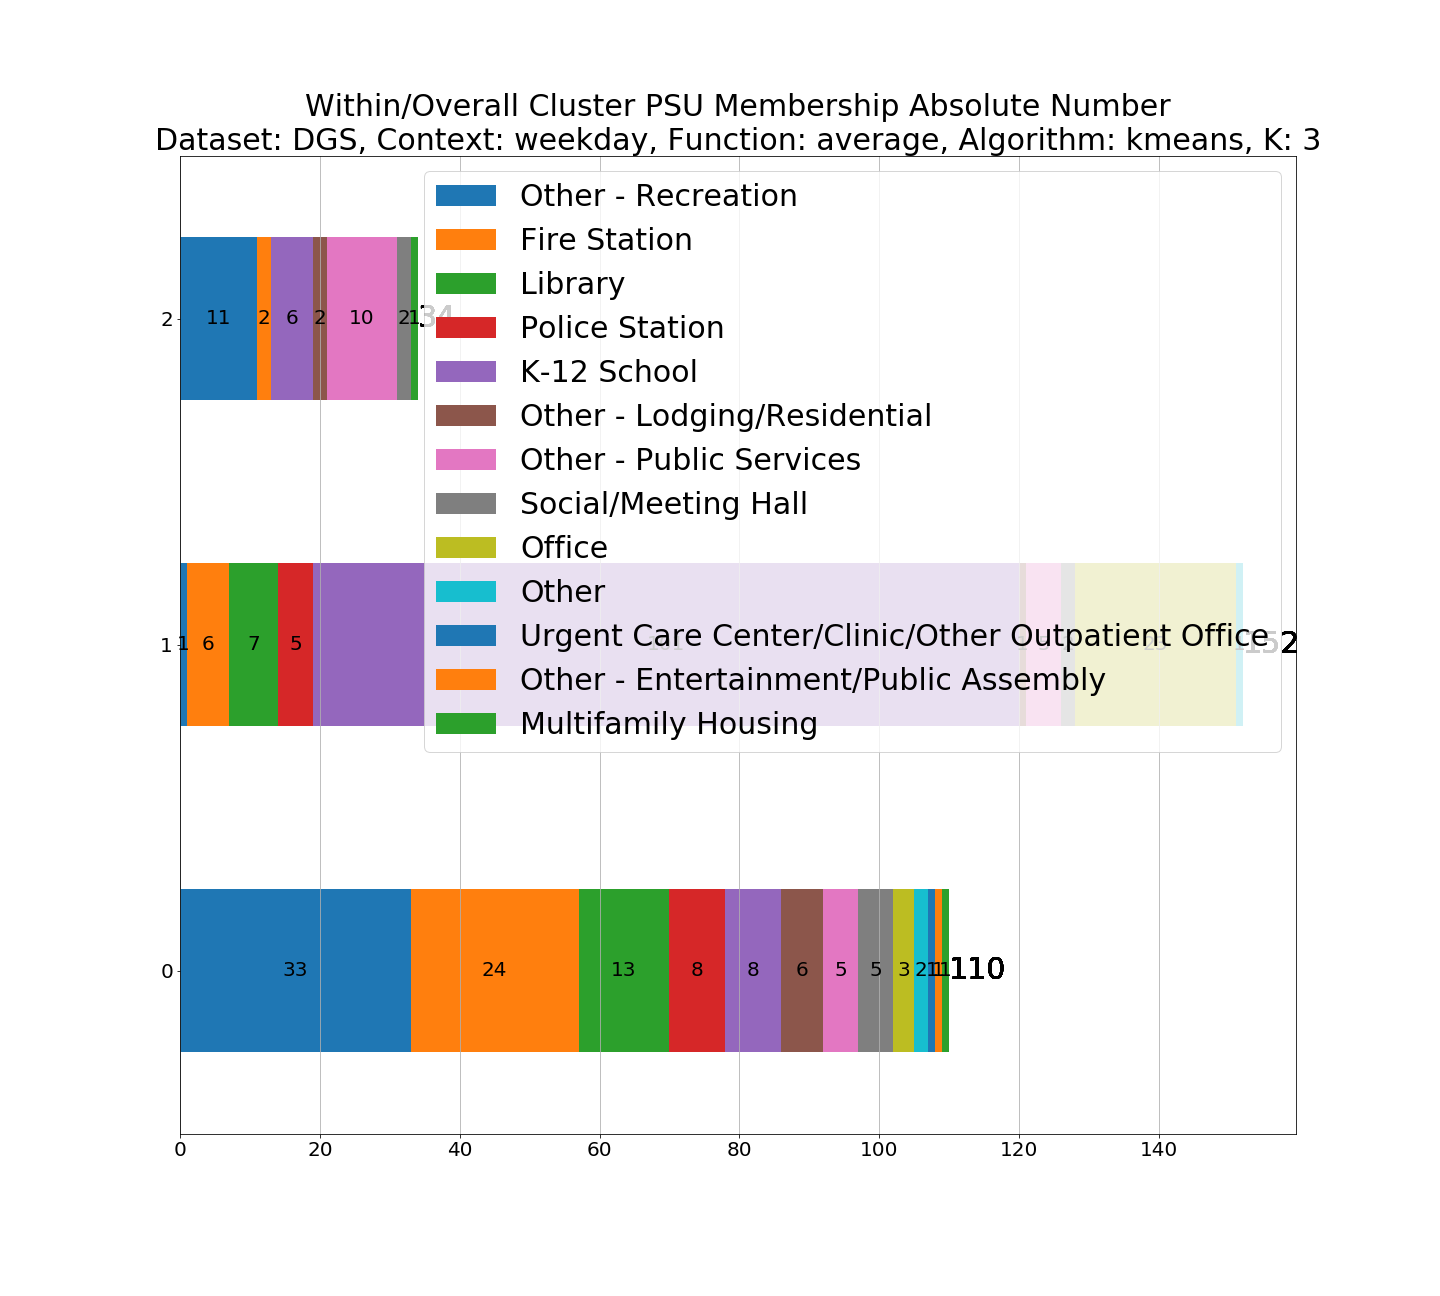 Within/Overall Cluster PSU Membership Absolute Number
Dataset: DGS, Context: weekday, Function: average, Algorithm: kmeans, K: 3
Other - Recreation
Fire Station
Library
Police Station
K-12 School
Other - Lodging/Residential
Other - Public Services
Social/Meeting Hall
Office
Other
Urgent Care Center/Clinic/Other Outpatient Office
Other - Entertainment/Public Assembly
Multifamily Housing
2 11 2 6 2 10 2 1 34
1 1 6 7 5 101 5 23 152
0 33 24 13 8 8 6 5 5 3 2 1 1 1 110
0 20 40 60 80 100 120 140